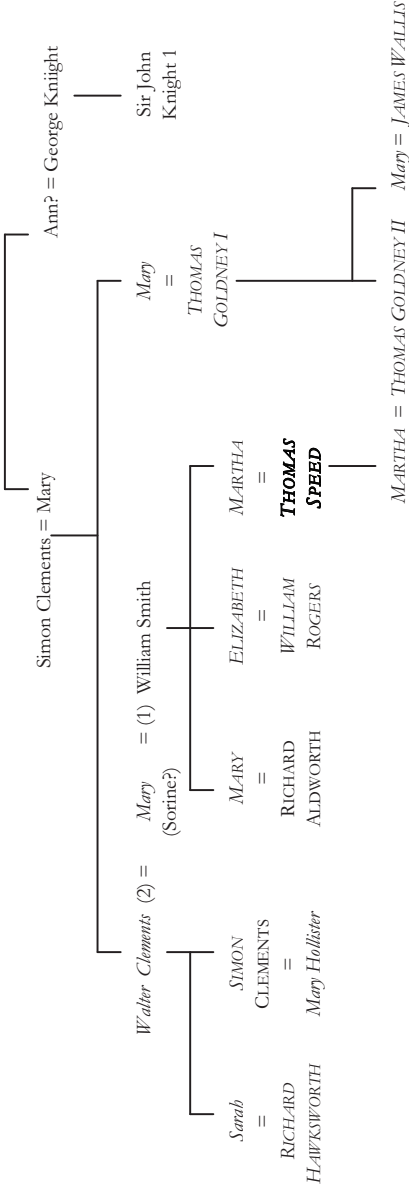 Simon Clements = Mary
Ann? = George Kniight
Sir John
Knight 1
Walter Clements (2) = Mary = (1) William Smith
(Sorine?)
Mary
=
THOMAS
GOLDNEY I
Sarah
=
RICHARD
HAWKSWORTH
SIMON
CLEMENTS
=
Mary Hollister
MARY
=
RICHARD
ALDWORTH
ELIZABETH
=
WILLIAM
ROGERS
MARTHA
=
THOMAS
SPEED
MARTHA = THOMAS GOLDNEY II
Mary = JAMES WALLIS